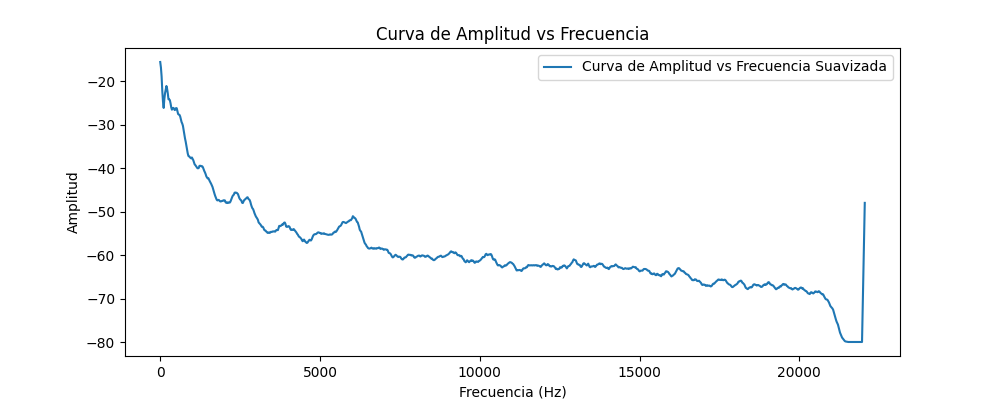 Curva de Amplitud vs Frecuencia
Curva de Amplitud vs Frecuencia Suavizada
Amplitud
−20
−30
−40
−50
−60
−70
−80
0 5000 10000 15000 20000
Frecuencia (Hz)